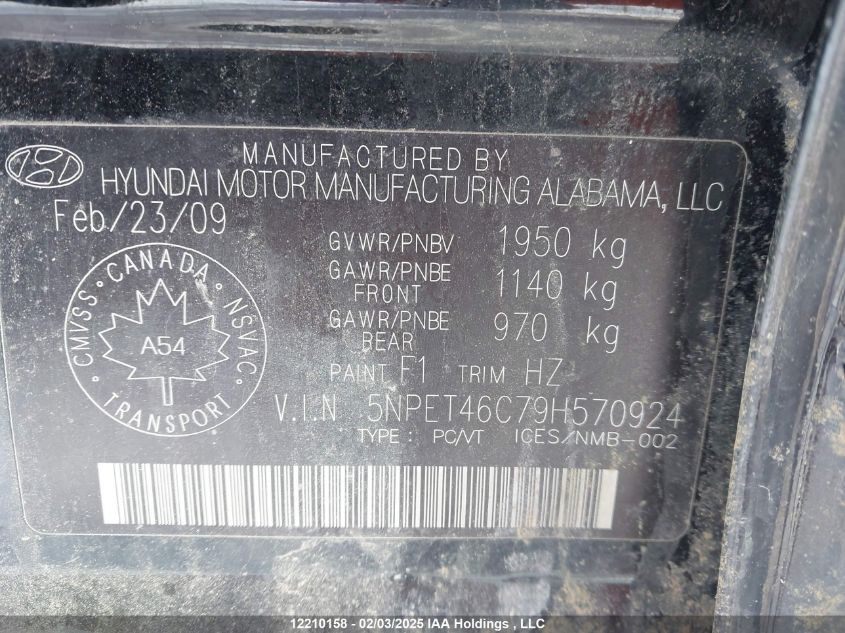 MANUFACTURED BY
HYUNDAI MOTOR MANUFACTURING ALABAMA, LLC
Feb/23/09
GVWR/PNBV 1950 kg
GAWR/PNBE FRONT 1140 kg
GAWR/PNBE REAR 970 kg
PAINT F1 TRIM HZ
V.I.N 5NPET46C79H570924
TYPE: PC/VT ICES/NMB-002
CMVSS · CANADA · NSVAC · TRANSPORT
A54
12210158 - 02/03/2025 IAA Holdings , LLC